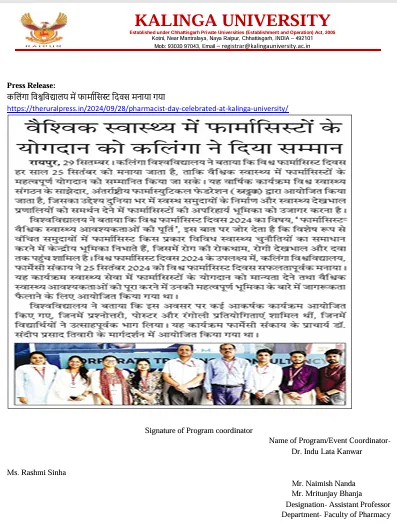 KALINGA UNIVERSITY
Established under Chhattisgarh Private Universities (Establishment & Operation) Act, 2005
Kotni, Near Mantralaya, Naya Raipur, Chhattisgarh, INDIA – 492101
Mob: 93030 97043, Email – registrar@kalingauniversity.ac.in
RAIPUR
Press Release:
कलिंगा विश्वविद्यालय में फार्मासिस्ट दिवस मनाया गया
https://theruralpress.in/2024/09/28/pharmacist-day-celebrated-at-kalinga-university/
वैश्विक स्वास्थ्य में फार्मासिस्टों के
योगदान को कलिंगा ने दिया सम्मान
रायपुर, 29 सितम्बर। कलिंगा विश्वविद्यालय ने बताया कि विश्व फार्मासिस्ट दिवस
हर साल 25 सितंबर को मनाया जाता है, ताकि वैश्विक स्वास्थ्य में फार्मासिस्टों के
महत्वपूर्ण योगदान को सम्मानित किया जा सके। यह वार्षिक कार्यक्रम विश्व स्वास्थ्य
संगठन के साझेदार, अंतर्राष्ट्रीय फार्मास्युटिकल फेडरेशन द्वारा आयोजित किया
जाता है, जिसका उद्देश्य दुनिया भर में स्वस्थ समुदायों के निर्माण और स्वास्थ्य देखभाल
प्रणालियों को समर्थन देने में फार्मासिस्टों की अपरिहार्य भूमिका को उजागर करना है।
विश्वविद्यालय ने बताया कि विश्व फार्मासिस्ट दिवस 2024 का विषय, 'फार्मासिस्टः
वैश्विक स्वास्थ्य आवश्यकताओं की पूर्ति', इस बात पर जोर देता है कि विशेष रूप से
वंचित समुदायों में फार्मासिस्ट किस प्रकार विविध स्वास्थ्य चुनौतियों का समाधान
करने में केन्द्रीय भूमिका निभाते हैं, जिसमें रोग की रोकथाम, रोगी देखभाल और दवा
तक पहुंच शामिल है। विश्व फार्मासिस्ट दिवस 2024 के उपलक्ष्य में, कलिंगा विश्वविद्यालय,
फार्मेसी संकाय ने 25 सितंबर 2024 को विश्व फार्मासिस्ट दिवस सफलतापूर्वक मनाया।
यह कार्यक्रम स्वास्थ्य सेवा में फार्मासिस्टों के योगदान को मान्यता देने तथा वैश्विक
स्वास्थ्य आवश्यकताओं को पूरा करने में उनकी महत्वपूर्ण भूमिका के बारे में जागरूकता
फैलाने के लिए आयोजित किया गया था।
विश्वविद्यालय ने बताया कि इस अवसर पर कई आकर्षक कार्यक्रम आयोजित
किए गए, जिनमें प्रश्नोत्तरी, पोस्टर और रंगोली प्रतियोगिताएं शामिल थीं, जिनमें
विद्यार्थियों ने उत्साहपूर्वक भाग लिया। यह कार्यक्रम फार्मेसी संकाय के प्राचार्य डॉ.
संदीप प्रसाद तिवारी के मार्गदर्शन में आयोजित किया गया था।
Signature of Program coordinator
Name of Program/Event Coordinator-
Dr. Indu Lata Kanwar
Ms. Rashmi Sinha
Mr. Naimish Nanda
Mr. Mritunjay Bhanja
Designation- Assistant Professor
Department- Faculty of Pharmacy